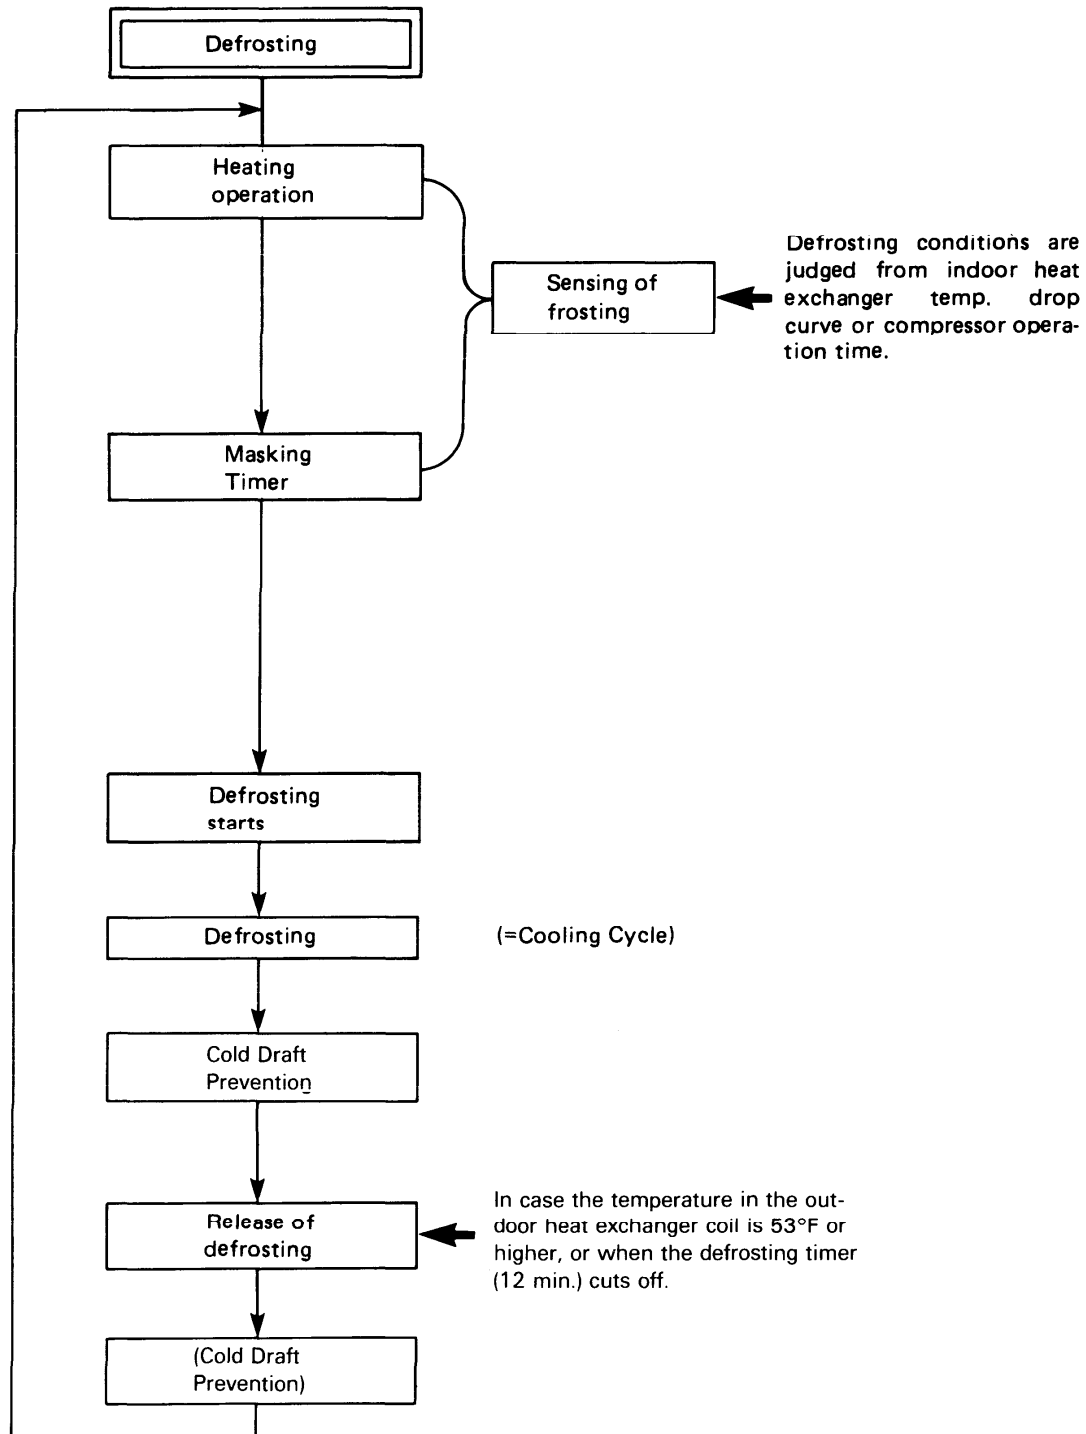 Defrosting
Heating
operation
Sensing of
frosting
Defrosting conditions are
judged from indoor heat
exchanger temp. drop
curve or compressor opera-
tion time.
Masking
Timer
Defrosting
starts
Defrosting
(=Cooling Cycle)
Cold Draft
Prevention
Release of
defrosting
In case the temperature in the out-
door heat exchanger coil is 53°F or
higher, or when the defrosting timer
(12 min.) cuts off.
(Cold Draft
Prevention)